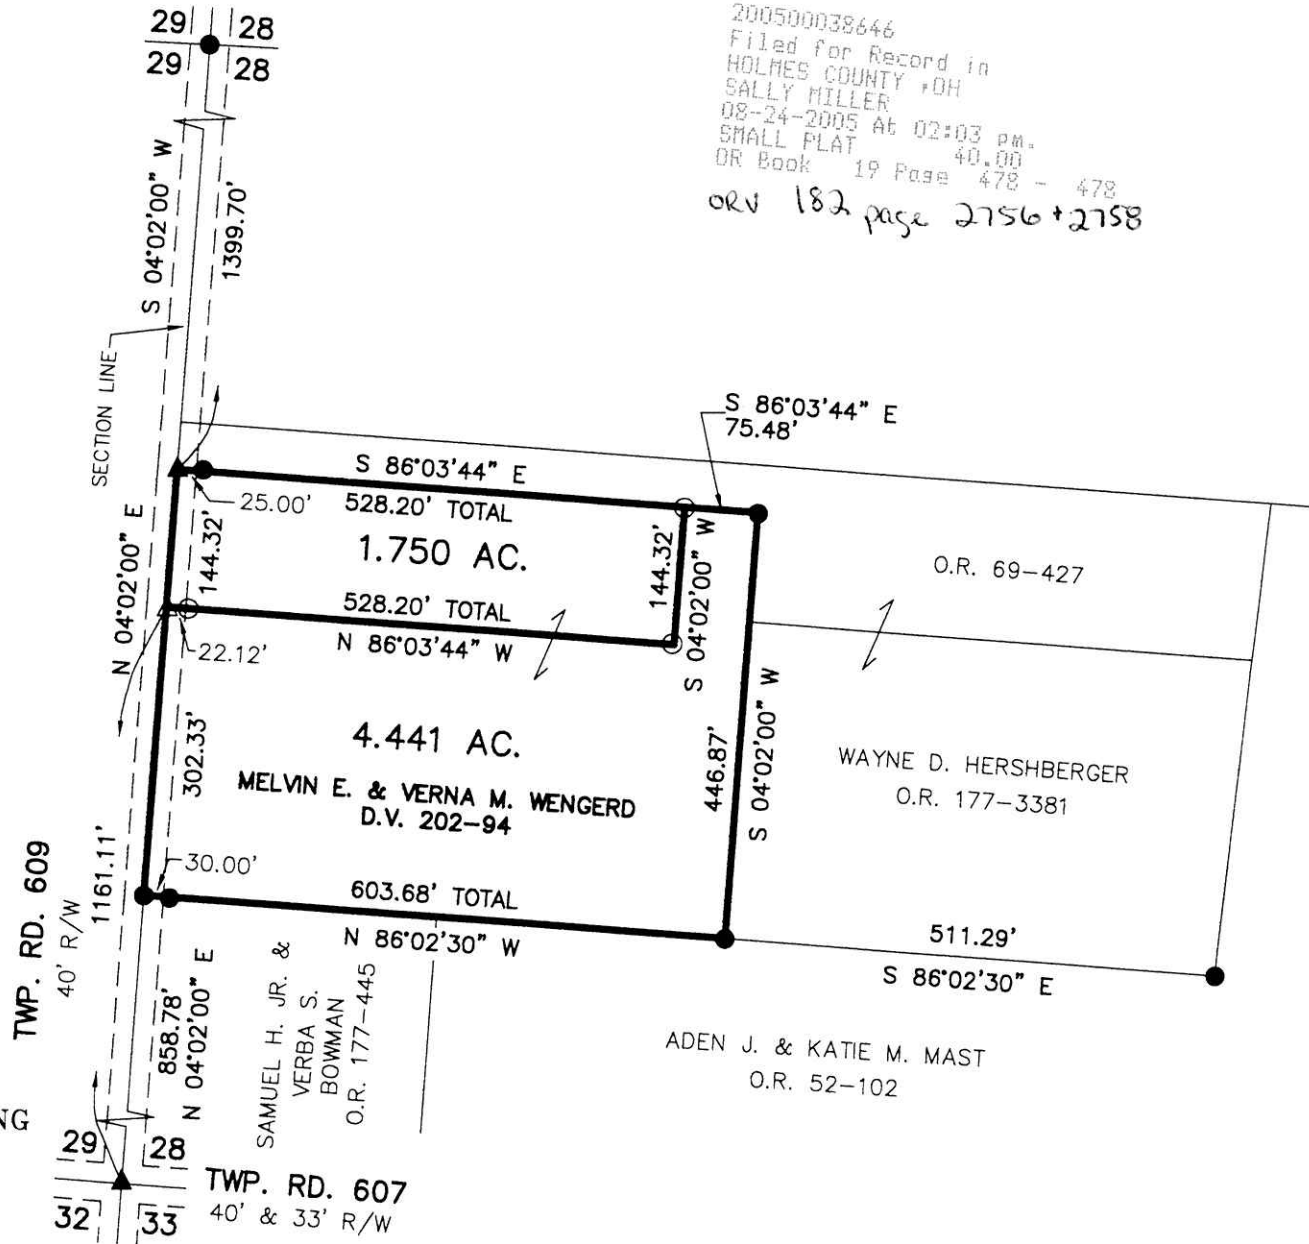 29 28
29 28
200500038646
Filed for Record in
HOLMES COUNTY ,OH
SALLY MILLER
08-24-2005 At 02:03 pm.
SMALL PLAT 40.00
OR Book 19 Page 478 - 478
ORV 182 page 2756 + 2758
S 04°02'00" W
1399.70'
SECTION LINE
S 86°03'44" E
75.48'
S 86°03'44" E
528.20' TOTAL
25.00'
1.750 AC.
144.32'
144.32'
S 04°02'00" W
N 04°02'00" E
528.20' TOTAL
N 86°03'44" W
22.12'
O.R. 69-427
302.33'
4.441 AC.
MELVIN E. & VERNA M. WENGERD
D.V. 202-94
446.87'
S 04°02'00" W
WAYNE D. HERSHBERGER
O.R. 177-3381
30.00'
603.68' TOTAL
N 86°02'30" W
511.29'
S 86°02'30" E
TWP. RD. 609
40' R/W
1161.11'
858.78'
N 04°02'00" E
SAMUEL H. JR. &
VERBA S.
BOWMAN
O.R. 177-445
ADEN J. & KATIE M. MAST
O.R. 52-102
NG
29 28
32 33
TWP. RD. 607
40' & 33' R/W